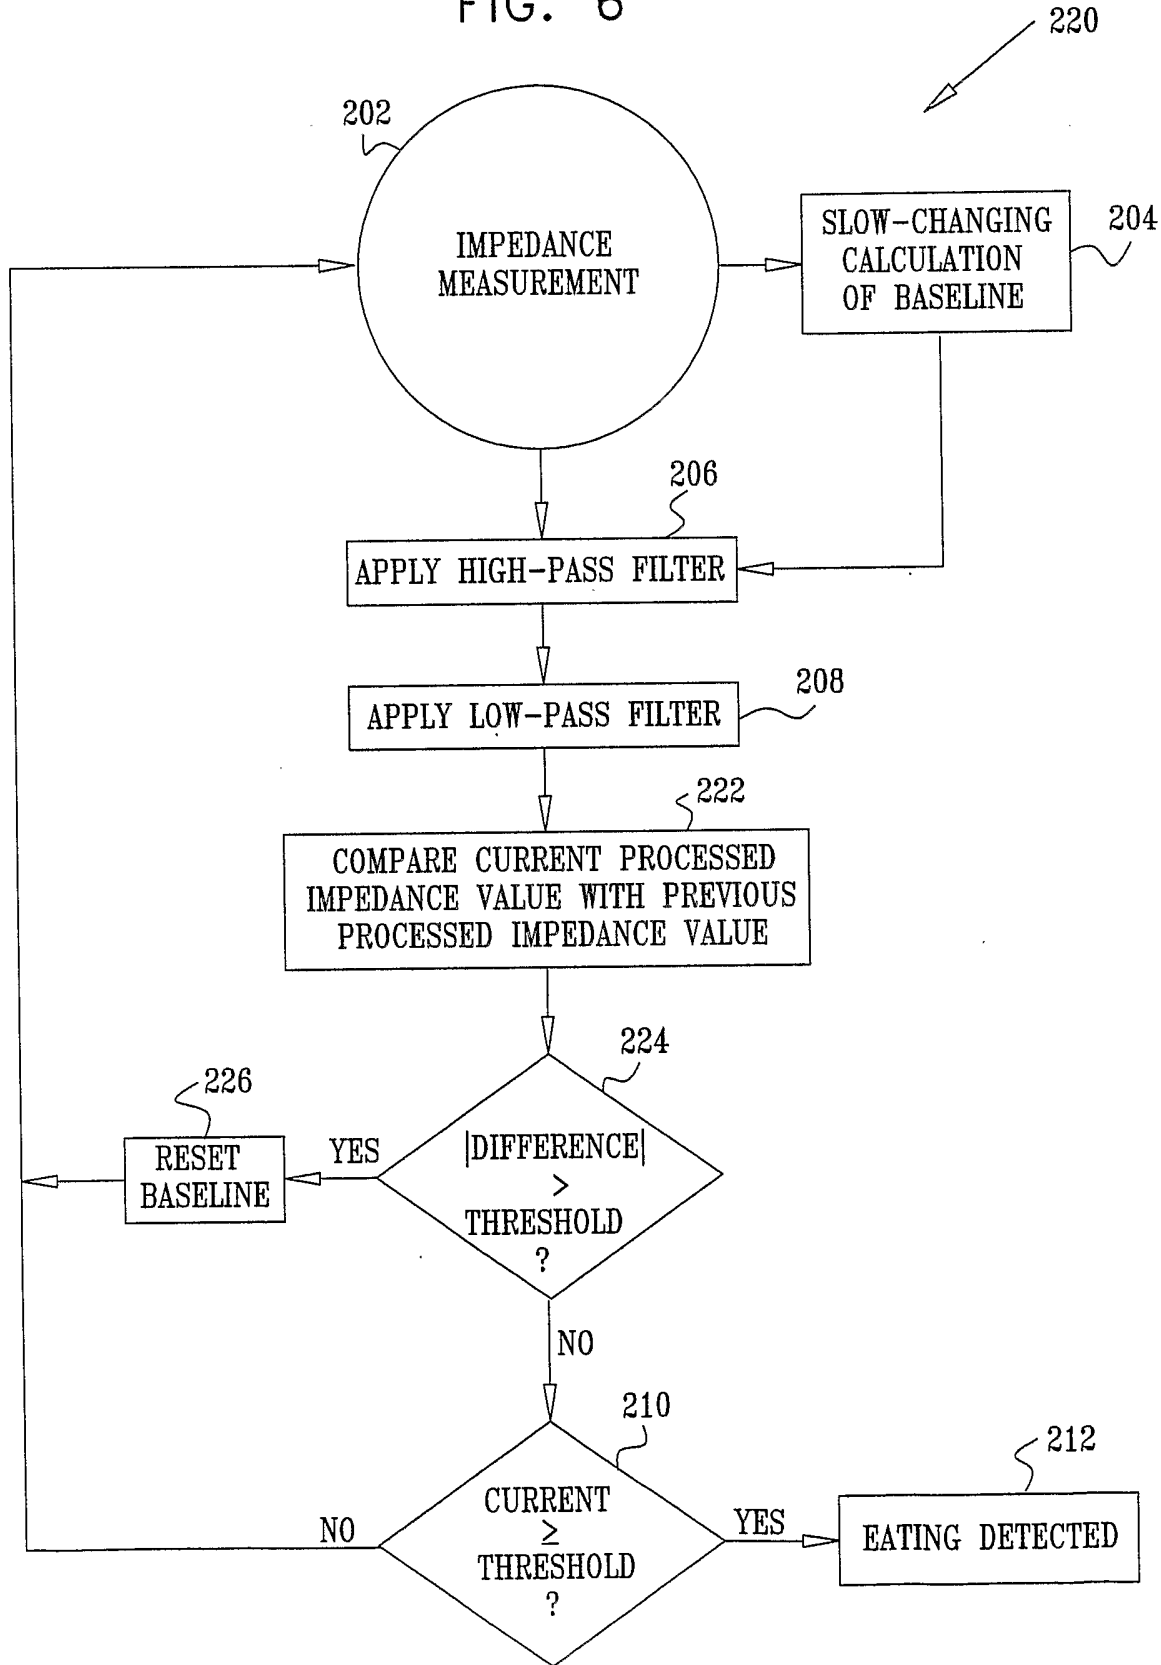 FIG. 6
220
202
IMPEDANCE
MEASUREMENT
SLOW-CHANGING
CALCULATION
OF BASELINE
204
206
APPLY HIGH-PASS FILTER
208
APPLY LOW-PASS FILTER
222
COMPARE CURRENT PROCESSED
IMPEDANCE VALUE WITH PREVIOUS
PROCESSED IMPEDANCE VALUE
224
226
RESET
BASELINE
YES
|DIFFERENCE|
>
THRESHOLD
?
NO
210
212
CURRENT
≥
THRESHOLD
?
NO
YES
EATING DETECTED